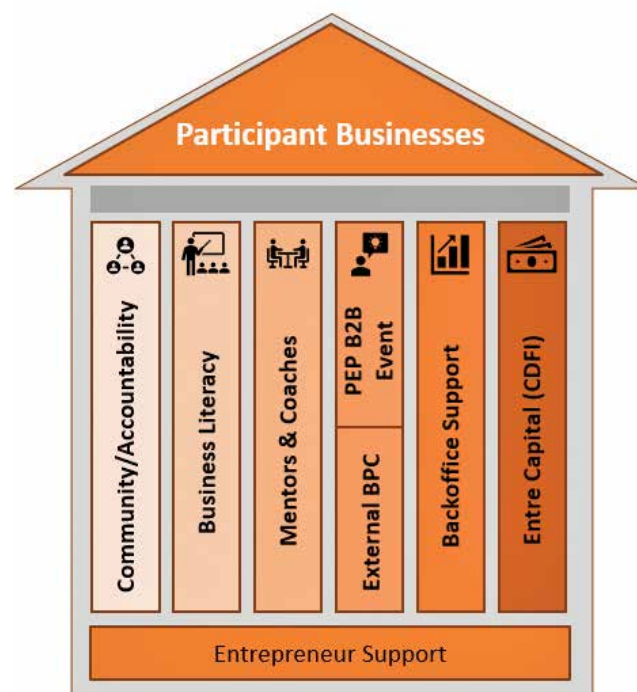 Participant Businesses
Community/Accountability
Business Literacy
Mentors & Coaches
PEP B2B
Event
External BPC
Backoffice Support
Entre Capital (CDFI)
Entrepreneur Support